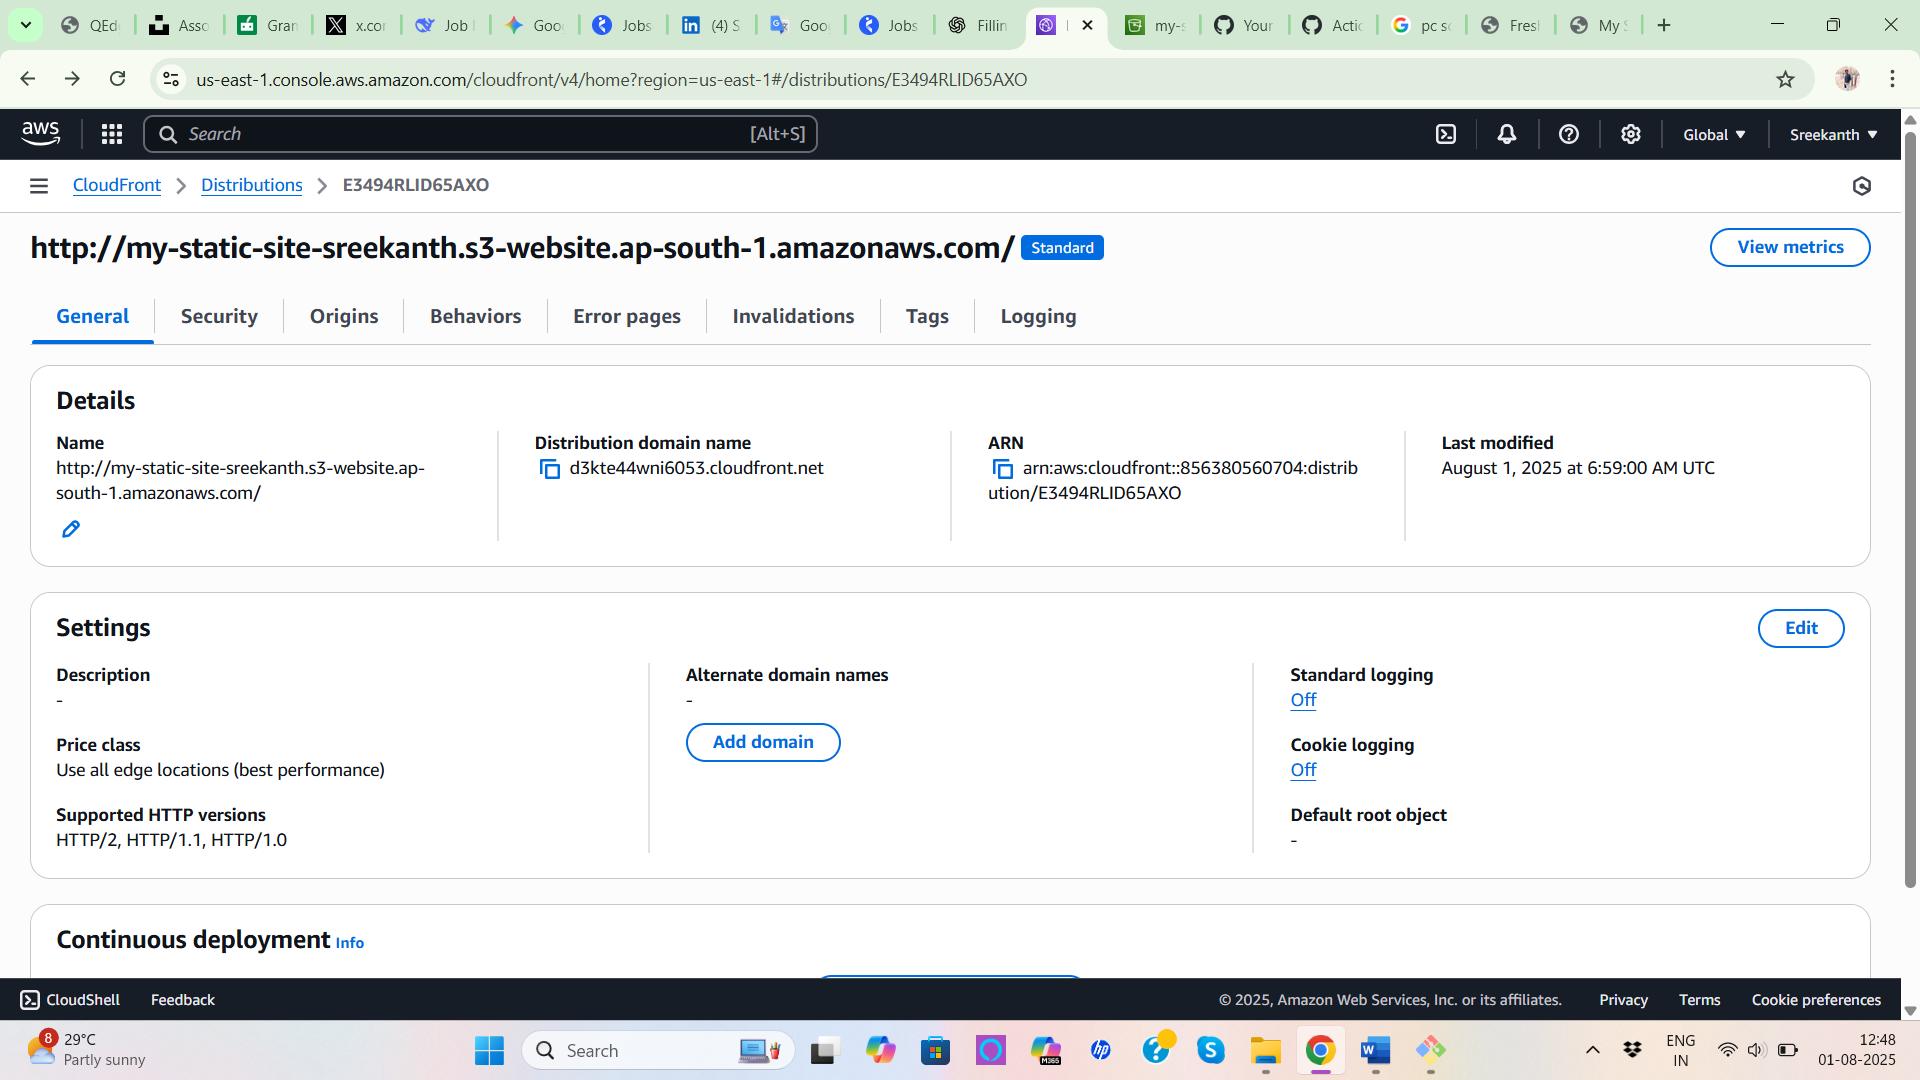 QEd
Asso
Gran
x.cor
Job
Goo
Jobs
(4) S
Goo
Jobs
Fillin
my-s
Your
Actio
pc sc
Fresh
My S
us-east-1.console.aws.amazon.com/cloudfront/v4/home?region=us-east-1#/distributions/E3494RLID65AXO
aws
Search [Alt+S]
Global
Sreekanth
CloudFront
Distributions
E3494RLID65AXO
http://my-static-site-sreekanth.s3-website.ap-south-1.amazonaws.com/ Standard
View metrics
General Security Origins Behaviors Error pages Invalidations Tags Logging
Details
Name
http://my-static-site-sreekanth.s3-website.ap-
south-1.amazonaws.com/
Distribution domain name
d3kte44wni6053.cloudfront.net
ARN
arn:aws:cloudfront::856380560704:distrib
ution/E3494RLID65AXO
Last modified
August 1, 2025 at 6:59:00 AM UTC
Settings
Edit
Description
-
Price class
Use all edge locations (best performance)
Supported HTTP versions
HTTP/2, HTTP/1.1, HTTP/1.0
Alternate domain names
-
Add domain
Standard logging
Off
Cookie logging
Off
Default root object
-
Continuous deployment Info
CloudShell Feedback
© 2025, Amazon Web Services, Inc. or its affiliates. Privacy Terms Cookie preferences
8
29°C
Partly sunny
Search
M365
hp
ENG
IN
12:48
01-08-2025